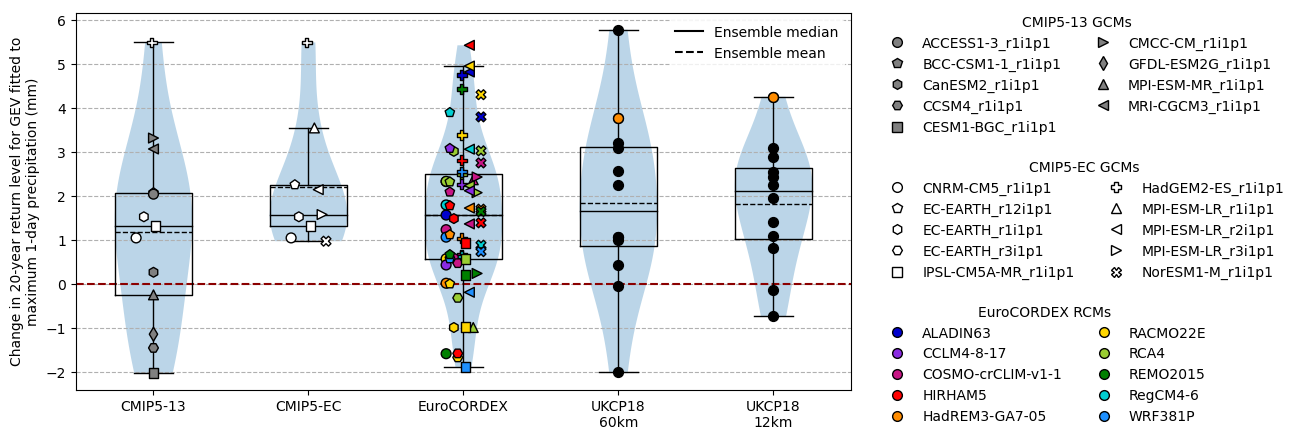 Change in 20-year return level for GEV fitted to
maximum 1-day precipitation (mm)
6
5
4
3
2
1
0
−1
−2
Ensemble median
Ensemble mean
CMIP5-13
CMIP5-EC
EuroCORDEX
UKCP18
60km
UKCP18
12km
CMIP5-13 GCMs
ACCESS1-3_r1i1p1
BCC-CSM1-1_r1i1p1
CanESM2_r1i1p1
CCSM4_r1i1p1
CESM1-BGC_r1i1p1
CMCC-CM_r1i1p1
GFDL-ESM2G_r1i1p1
MPI-ESM-MR_r1i1p1
MRI-CGCM3_r1i1p1
CMIP5-EC GCMs
CNRM-CM5_r1i1p1
EC-EARTH_r12i1p1
EC-EARTH_r1i1p1
EC-EARTH_r3i1p1
IPSL-CM5A-MR_r1i1p1
HadGEM2-ES_r1i1p1
MPI-ESM-LR_r1i1p1
MPI-ESM-LR_r2i1p1
MPI-ESM-LR_r3i1p1
NorESM1-M_r1i1p1
EuroCORDEX RCMs
ALADIN63
CCLM4-8-17
COSMO-crCLIM-v1-1
HIRHAM5
HadREM3-GA7-05
RACMO22E
RCA4
REMO2015
RegCM4-6
WRF381P